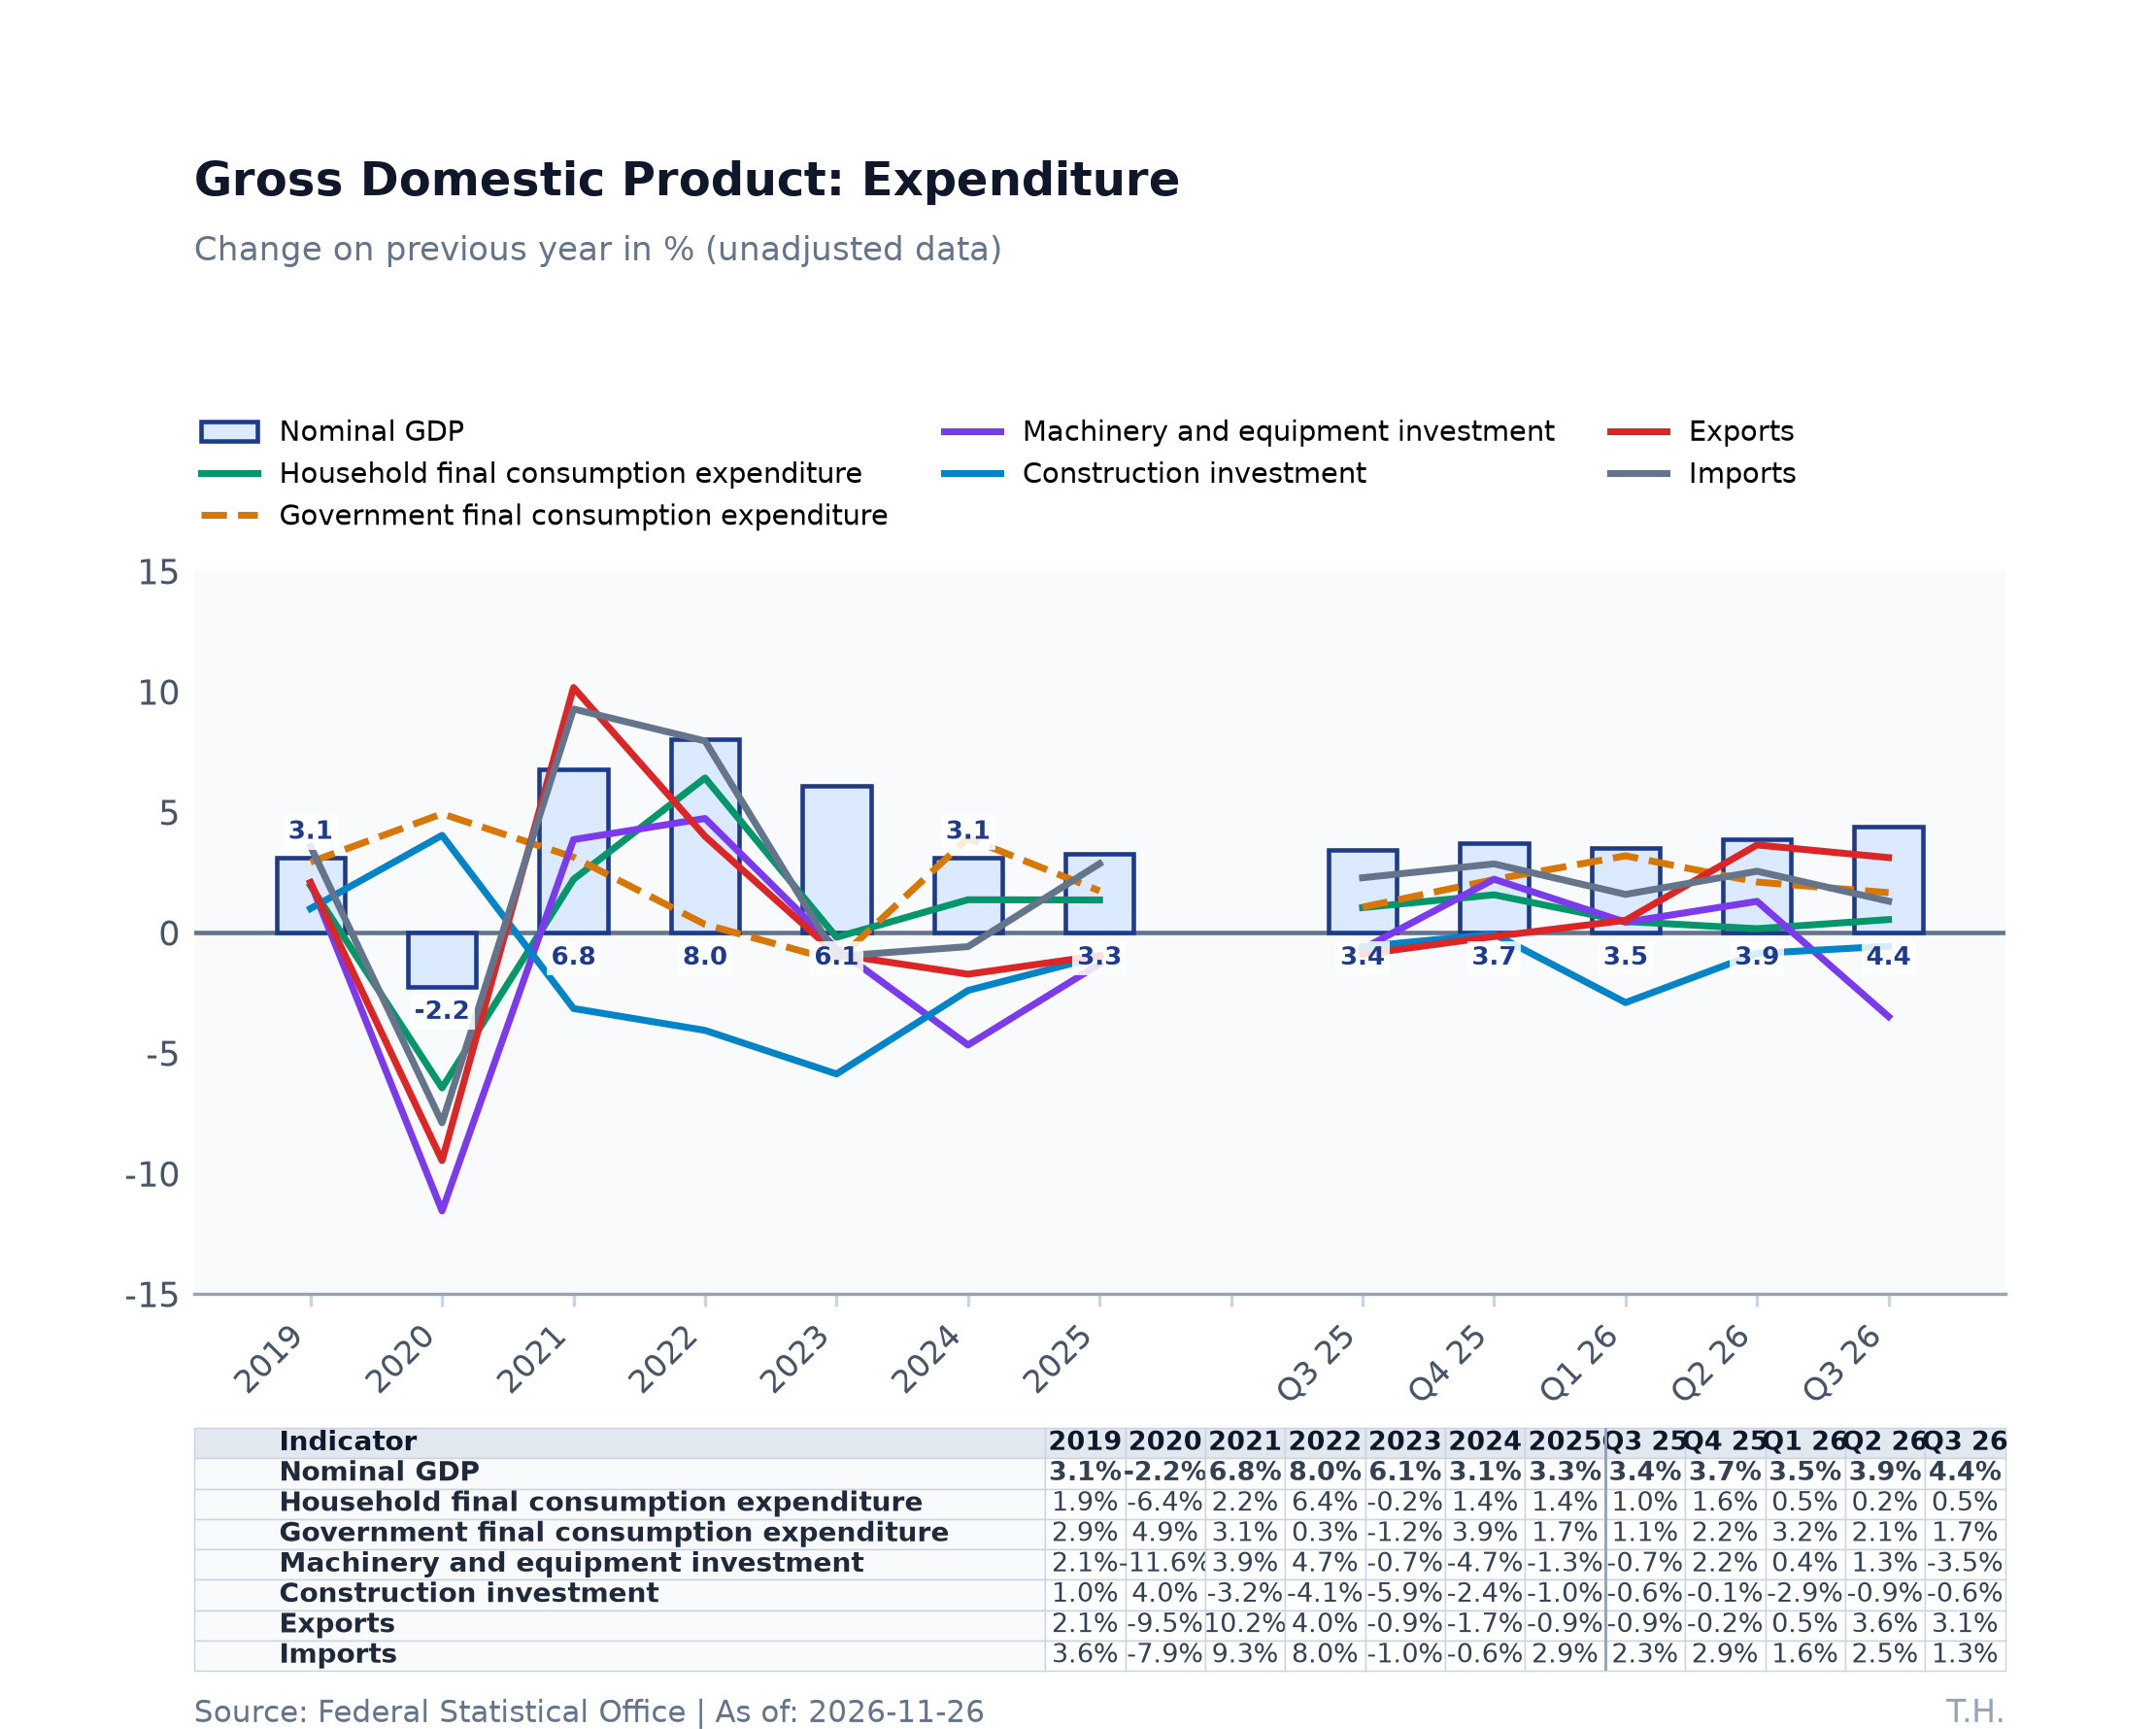 Gross Domestic Product: Expenditure
Change on previous year in % (unadjusted data)
Nominal GDP Machinery and equipment investment Exports
Household final consumption expenditure Construction investment Imports
Government final consumption expenditure
15
10
5
0
-5
-10
-15
3.1 -2.2 6.8 8.0 6.1 3.1 3.3 3.4 3.7 3.5 3.9 4.4
2019 2020 2021 2022 2023 2024 2025 Q3 25 Q4 25 Q1 26 Q2 26 Q3 26
Indicator 2019 2020 2021 2022 2023 2024 2025 Q3 25 Q4 25 Q1 26 Q2 26 Q3 26
Nominal GDP 3.1% -2.2% 6.8% 8.0% 6.1% 3.1% 3.3% 3.4% 3.7% 3.5% 3.9% 4.4%
Household final consumption expenditure 1.9% -6.4% 2.2% 6.4% -0.2% 1.4% 1.4% 1.0% 1.6% 0.5% 0.2% 0.5%
Government final consumption expenditure 2.9% 4.9% 3.1% 0.3% -1.2% 3.9% 1.7% 1.1% 2.2% 3.2% 2.1% 1.7%
Machinery and equipment investment 2.1% -11.6% 3.9% 4.7% -0.7% -4.7% -1.3% -0.7% 2.2% 0.4% 1.3% -3.5%
Construction investment 1.0% 4.0% -3.2% -4.1% -5.9% -2.4% -1.0% -0.6% -0.1% -2.9% -0.9% -0.6%
Exports 2.1% -9.5% 10.2% 4.0% -0.9% -1.7% -0.9% -0.9% -0.2% 0.5% 3.6% 3.1%
Imports 3.6% -7.9% 9.3% 8.0% -1.0% -0.6% 2.9% 2.3% 2.9% 1.6% 2.5% 1.3%
Source: Federal Statistical Office | As of: 2026-11-26 T.H.